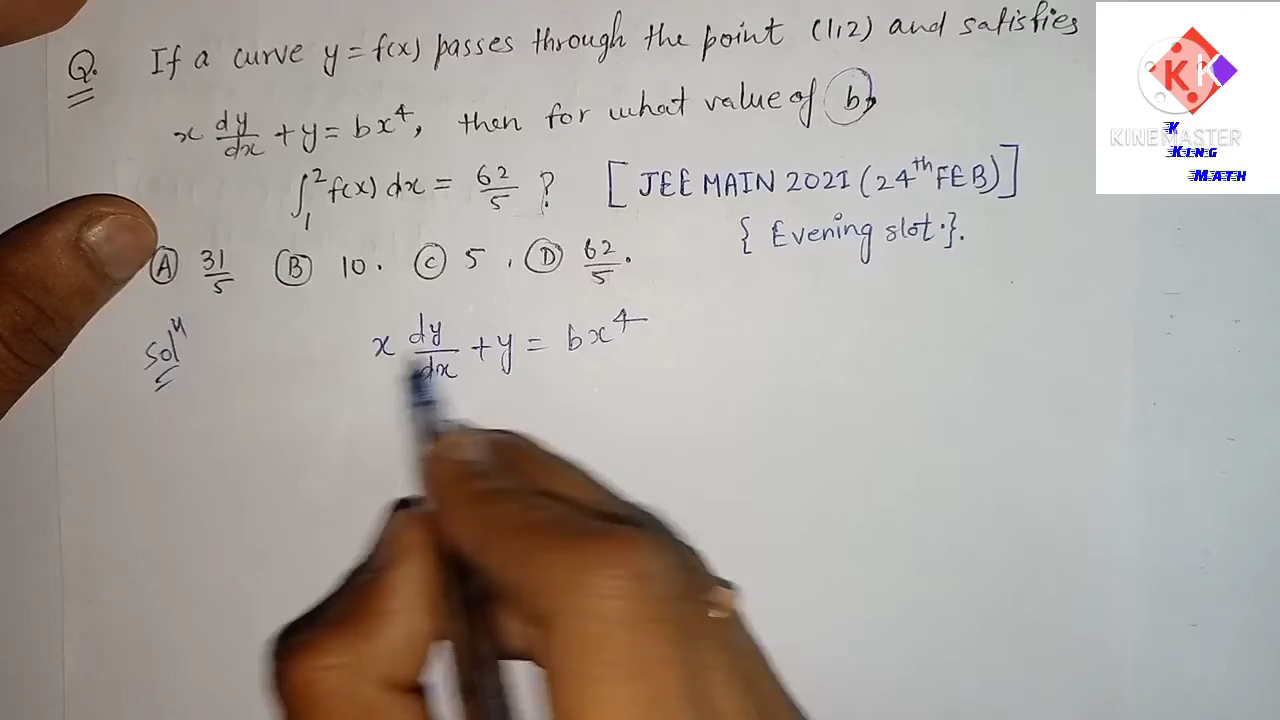 Q. If a curve y = f(x) passes through the point (1,2) and satisfies
x dy/dx + y = bx⁴, then for what value of b,
∫₁² f(x) dx = 62/5 ? [JEE MAIN 2021 (24th FEB)]
{Evening slot.}.
(A) 31/5 (B) 10. (C) 5. (D) 62/5.
Solⁿ x dy/dx + y = bx⁴
K K
KINEMASTER
K
KING
MATH